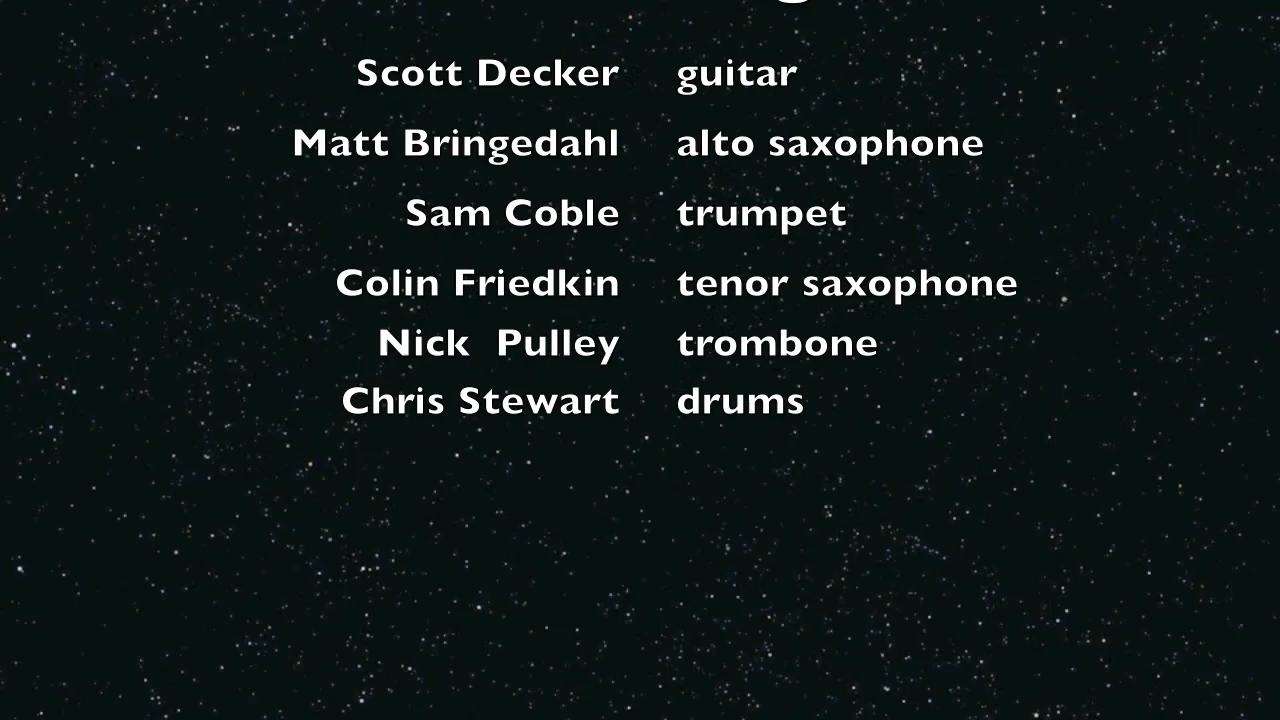 Scott Decker guitar
Matt Bringedahl alto saxophone
Sam Coble trumpet
Colin Friedkin tenor saxophone
Nick  Pulley trombone
Chris Stewart drums